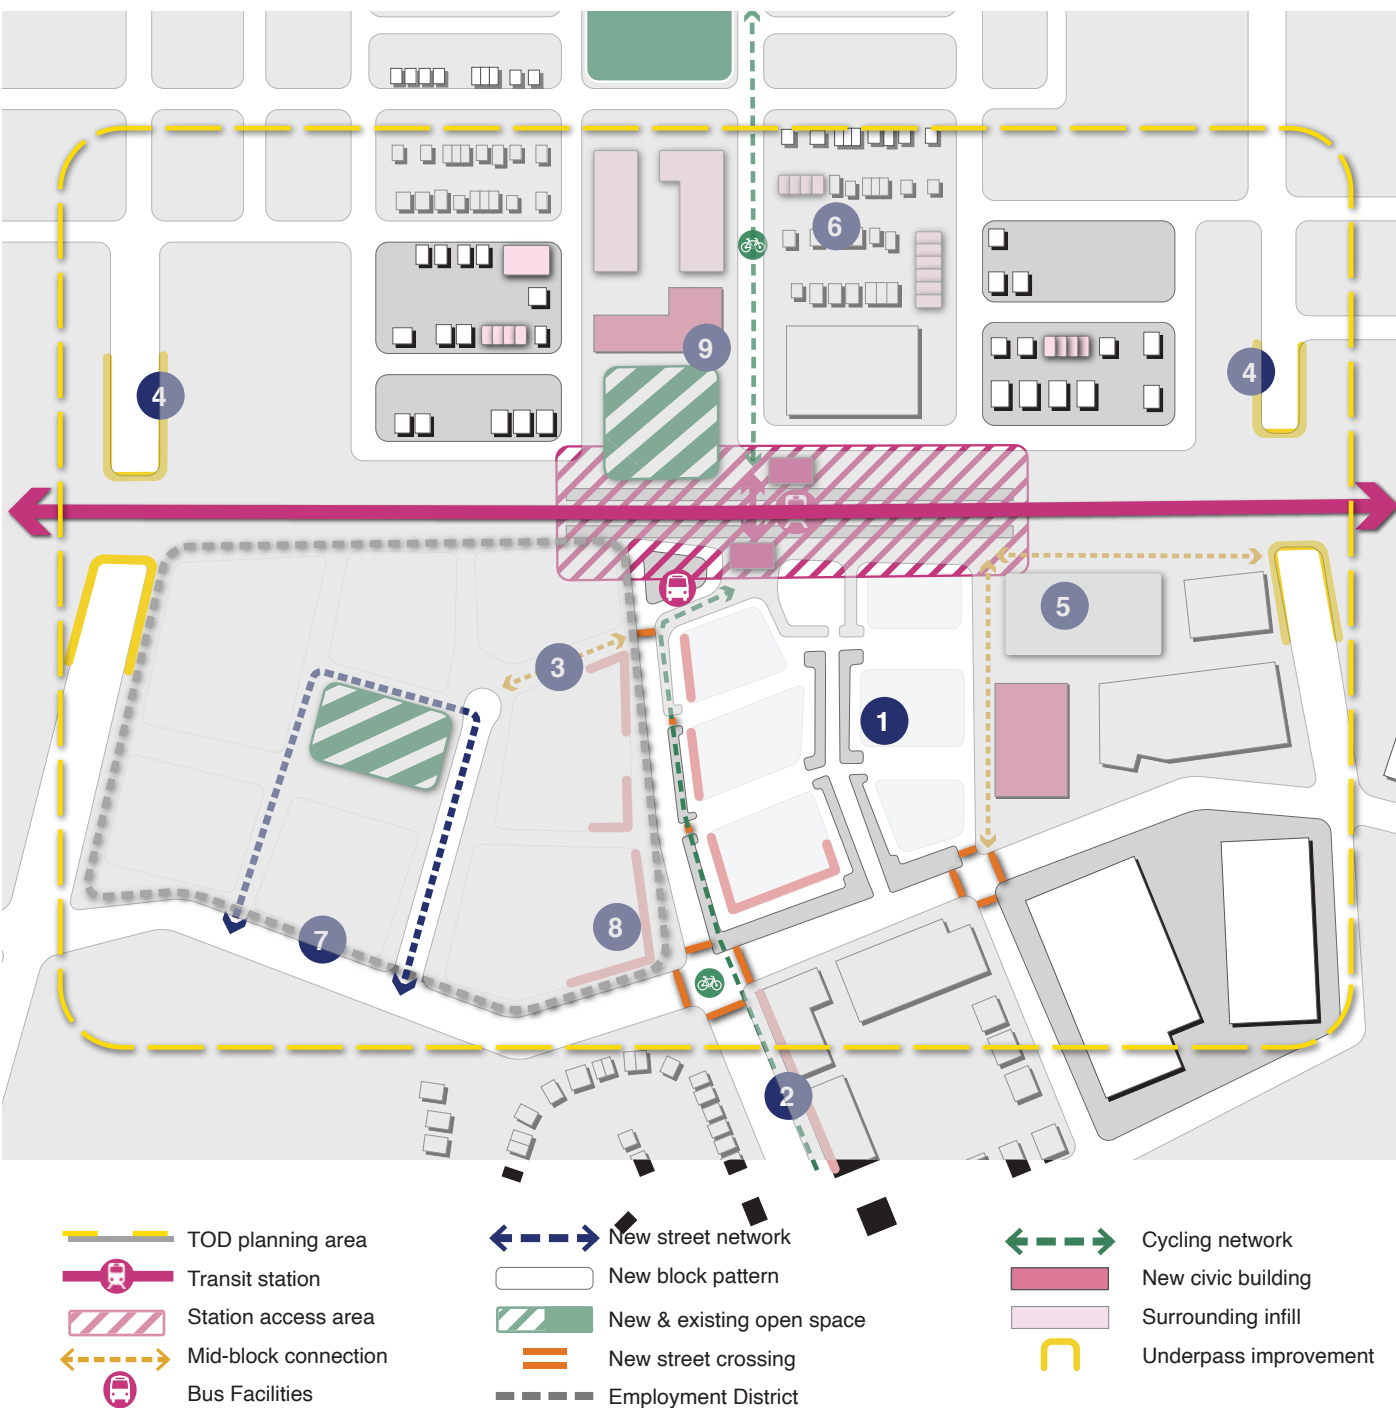 6
9
4
4
5
3
1
8
7
2
TOD planning area
Transit station
Station access area
Mid-block connection
Bus Facilities
New street network
New block pattern
New & existing open space
New street crossing
Employment District
Cycling network
New civic building
Surrounding infill
Underpass improvement